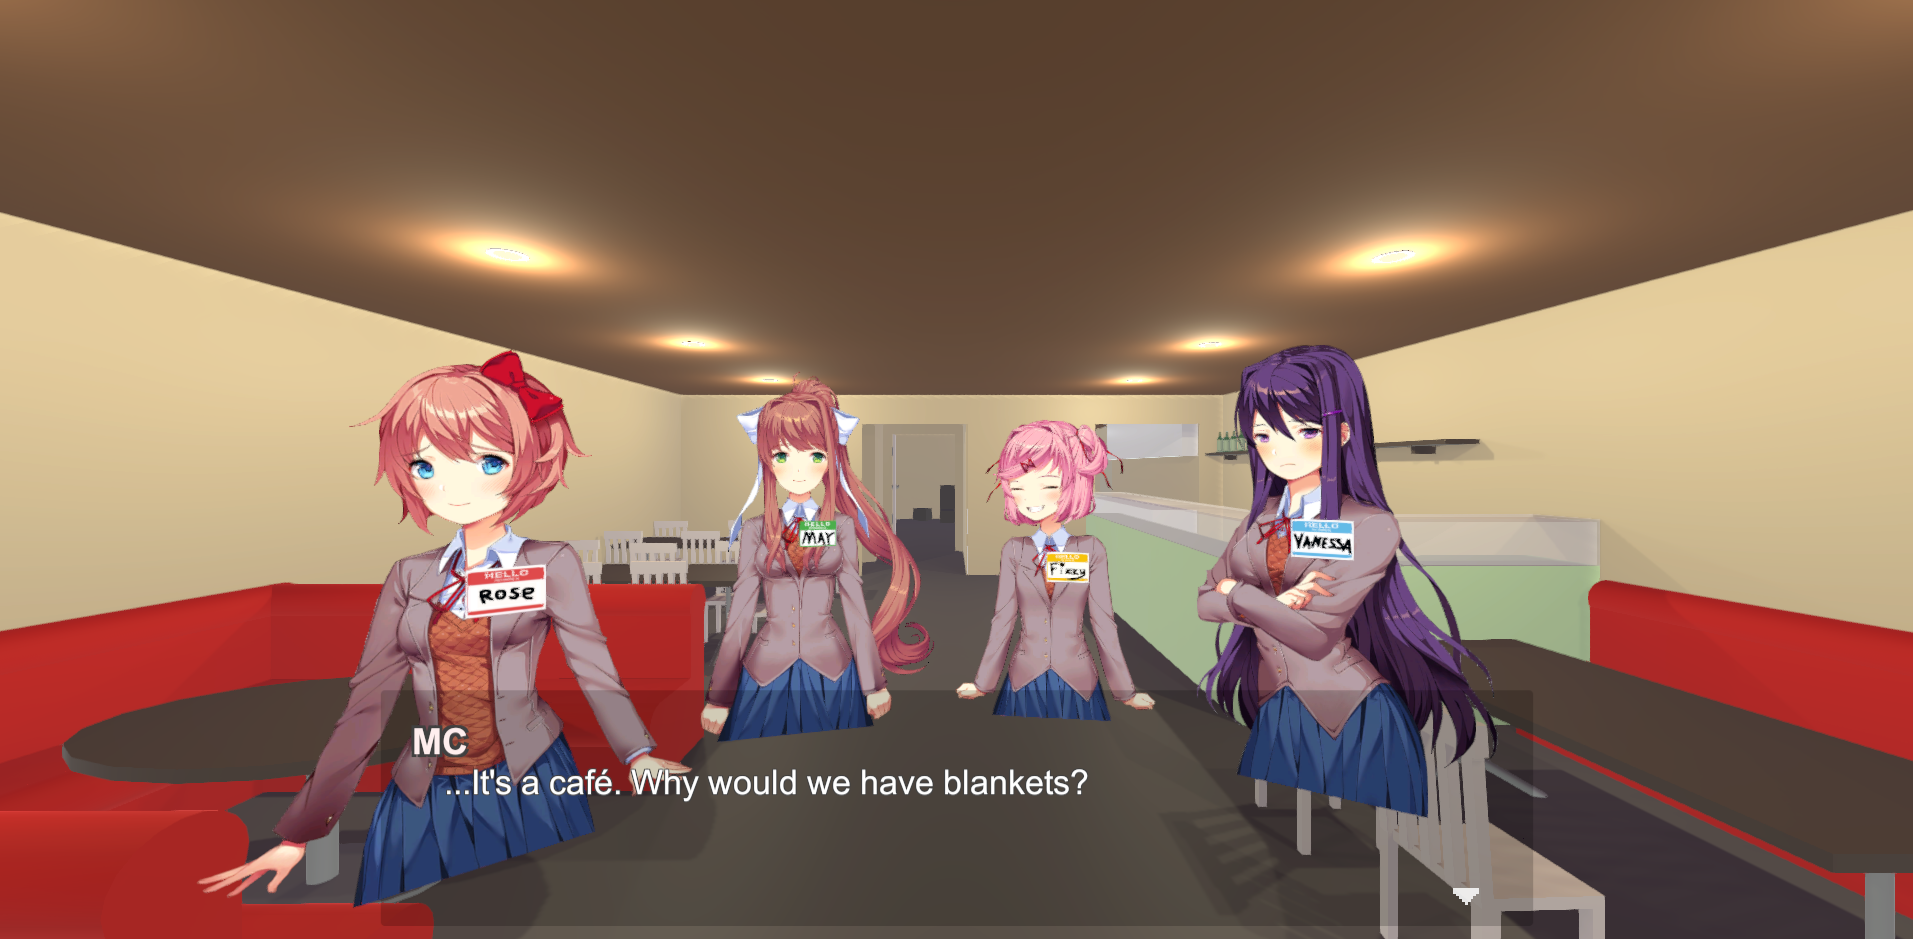 HELLO
MAY
HELLO
VANESSA
HELLO
Fizzy
HELLO
ROSE
MC
...It's a café. Why would we have blankets?